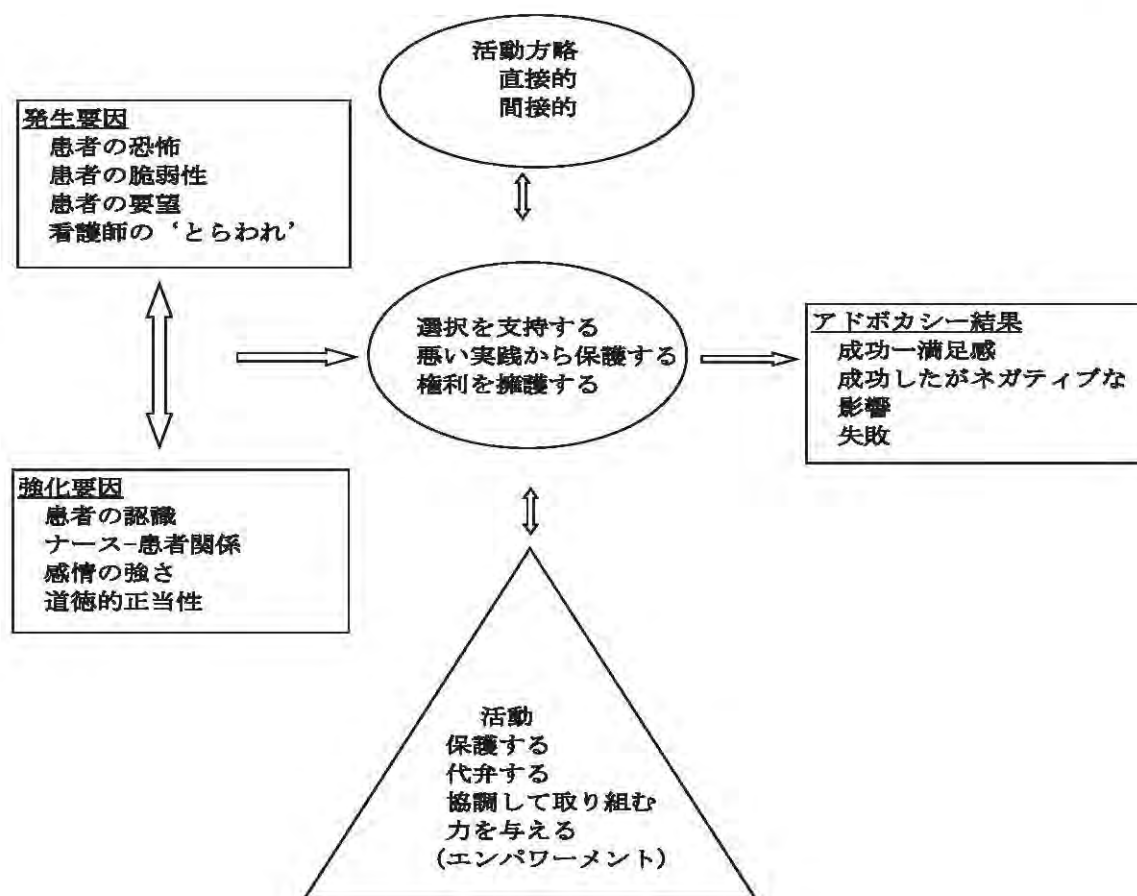 活動方略
直接的
間接的
発生要因
患者の恐怖
患者の脆弱性
患者の要望
看護師の‘とらわれ’
選択を支持する
悪い実践から保護する
権利を擁護する
アドボカシー結果
成功ー満足感
成功したがネガティブな
影響
失敗
強化要因
患者の認識
ナース-患者関係
感情の強さ
道徳的正当性
活動
保護する
代弁する
協調して取り組む
力を与える
(エンパワーメント)